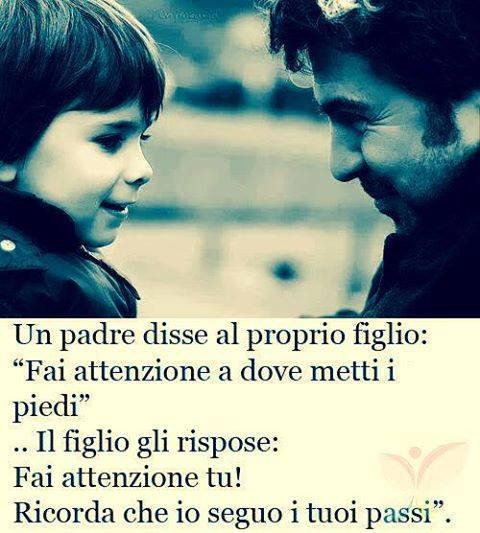 Un padre disse al proprio figlio:
“Fai attenzione a dove metti i
piedi”
.. Il figlio gli rispose:
Fai attenzione tu!
Ricorda che io seguo i tuoi passi”.